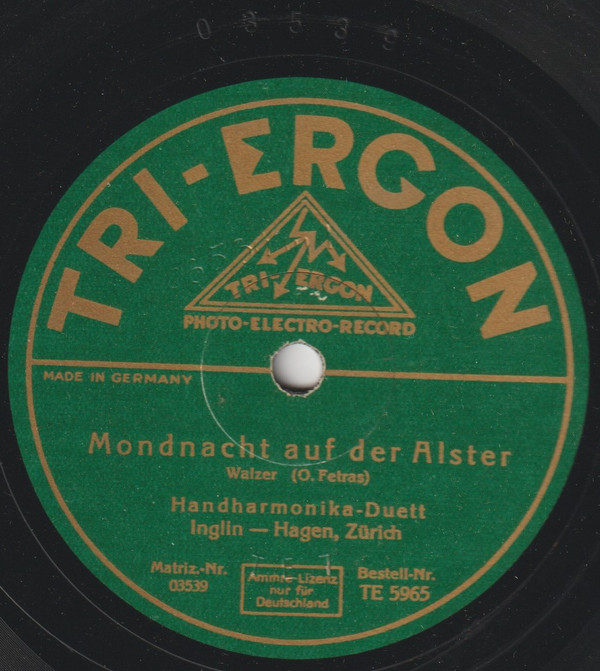 03539
TRI-ERGON
TRI-ERGON
PHOTO-ELECTRO-RECORD
MADE IN GERMANY
Mondnacht auf der Alster
Walzer (O. Fetras)
Handharmonika-Duett
Inglin — Hagen, Zürich
Matriz.-Nr.
03539
Ammre-Lizenz
nur für
Deutschland
Bestell-Nr.
TE 5965